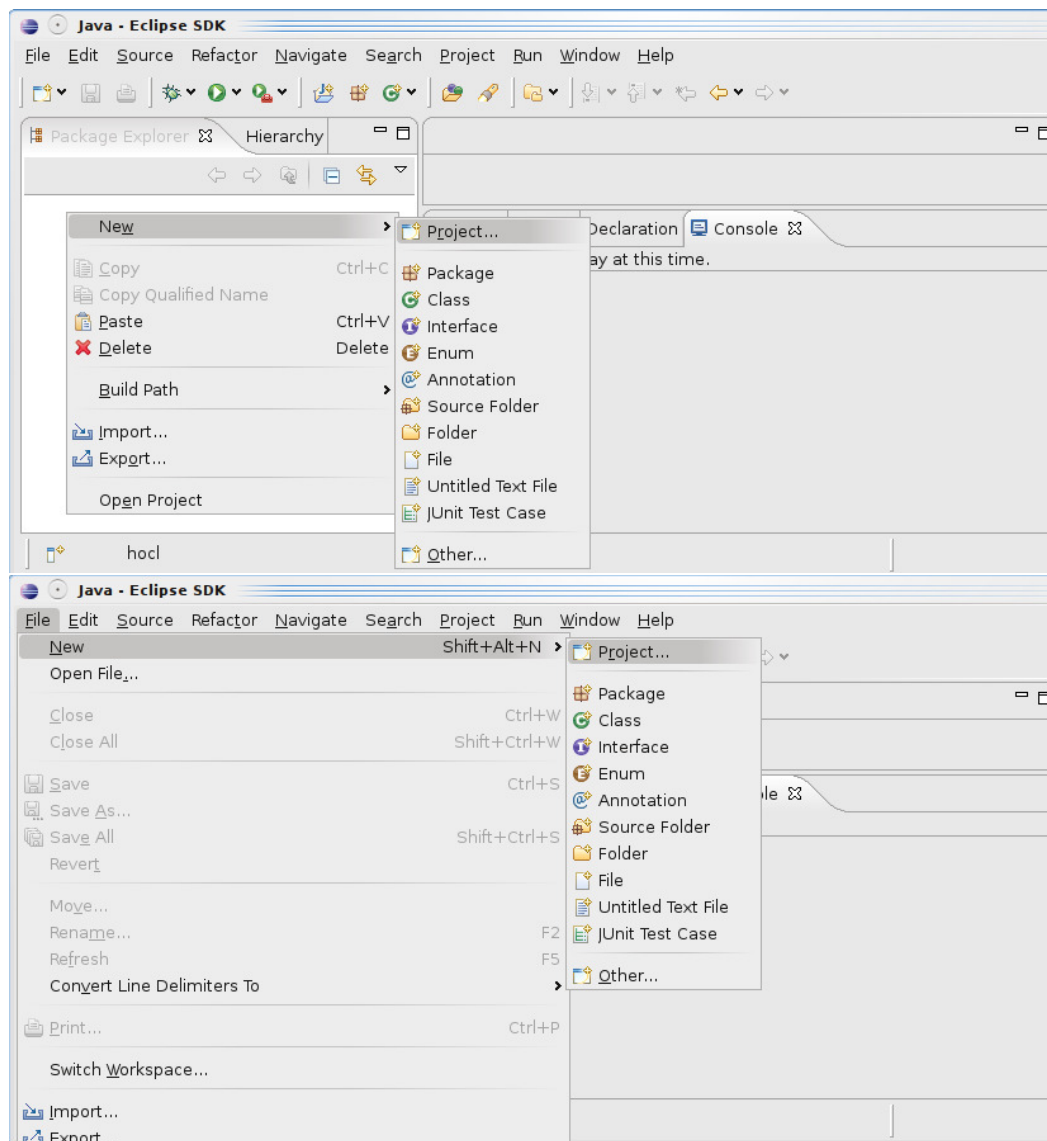 Java - Eclipse SDK
File Edit Source Refactor Navigate Search Project Run Window Help
Package Explorer Hierarchy
New
Project...
Declaration Console
ay at this time.
Copy Ctrl+C
Copy Qualified Name
Paste Ctrl+V
Delete Delete
Build Path
Import...
Export...
Open Project
Package
Class
Interface
Enum
Annotation
Source Folder
Folder
File
Untitled Text File
JUnit Test Case
Other...
hocl
Java - Eclipse SDK
File Edit Source Refactor Navigate Search Project Run Window Help
New Shift+Alt+N
Open File...
Close Ctrl+W
Close All Shift+Ctrl+W
Save Ctrl+S
Save As...
Save All Shift+Ctrl+S
Revert
Move...
Rename... F2
Refresh F5
Convert Line Delimiters To
Print... Ctrl+P
Switch Workspace...
Import...
Export
Project...
Package
Class
Interface
Enum
Annotation
Source Folder
Folder
File
Untitled Text File
JUnit Test Case
Other...
le